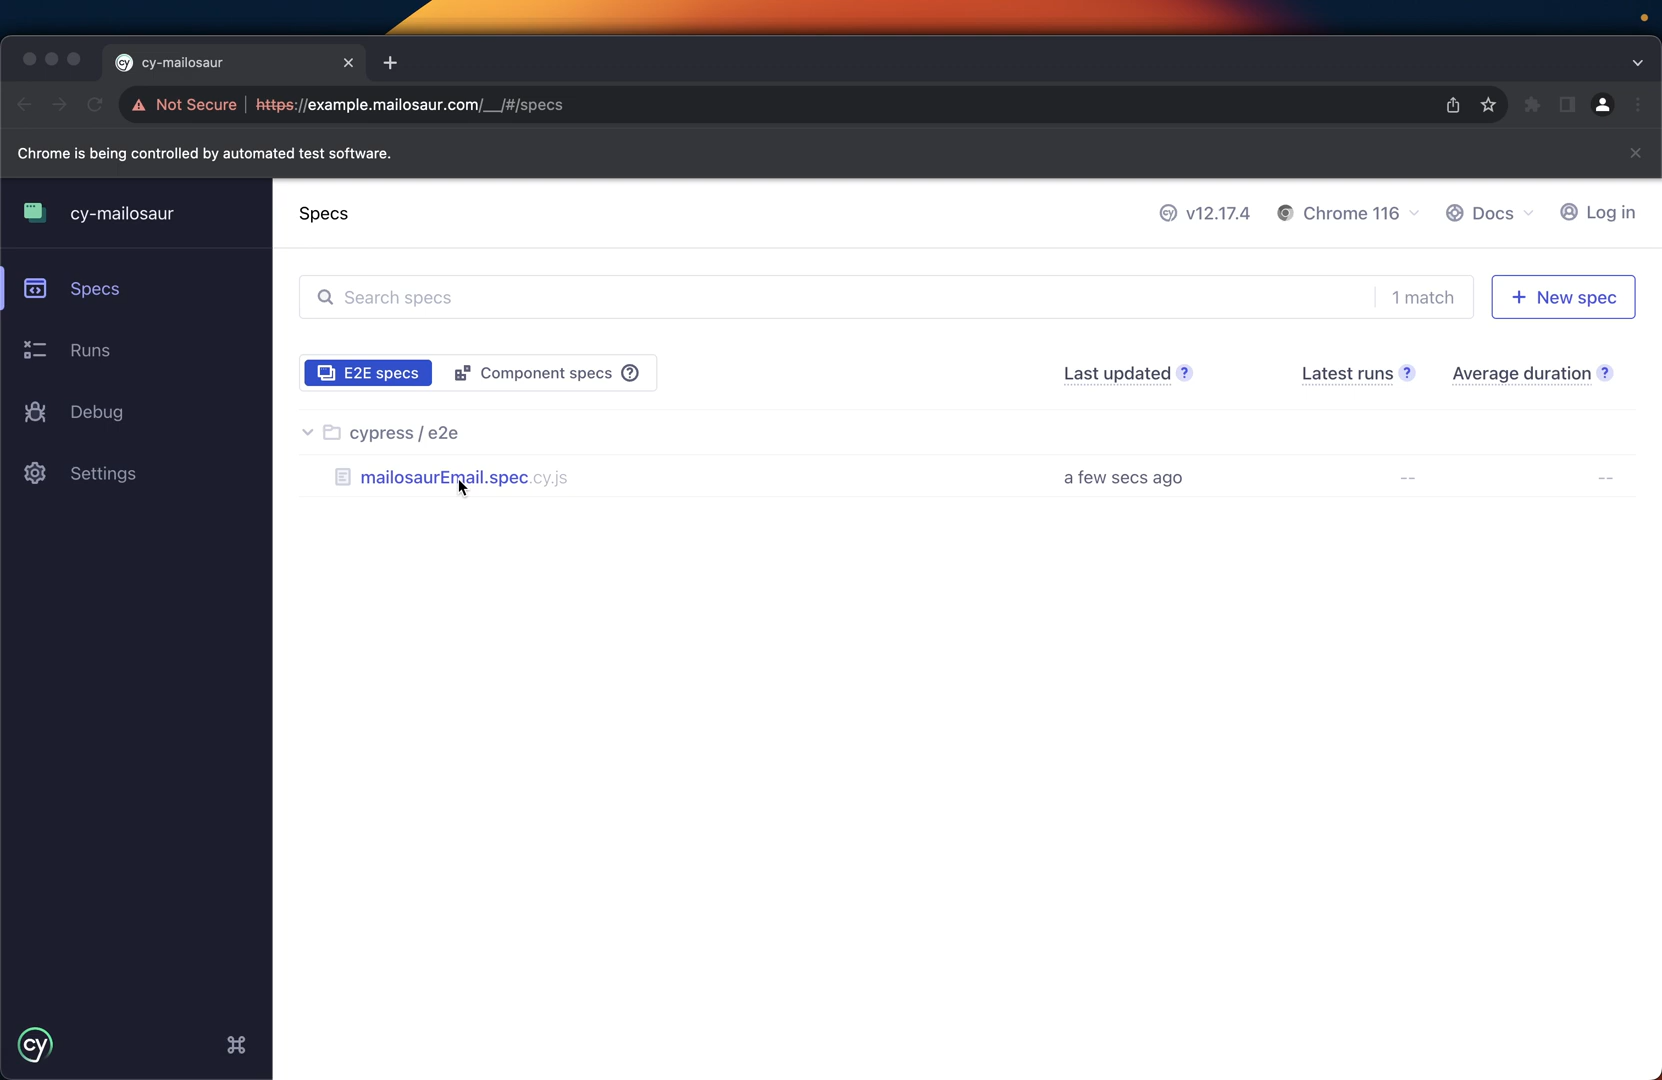 cy cy-mailosaur
Not Secure https://example.mailosaur.com/__/#/specs
Chrome is being controlled by automated test software.
cy-mailosaur
Specs
cy v12.17.4
Chrome 116
Docs
Log in
Specs
Runs
Debug
Settings
Search specs
1 match
+ New spec
E2E specs
Component specs ?
Last updated ?
Latest runs ?
Average duration ?
cypress / e2e
mailosaurEmail.spec.cy.js
a few secs ago
--
--
cy
⌘